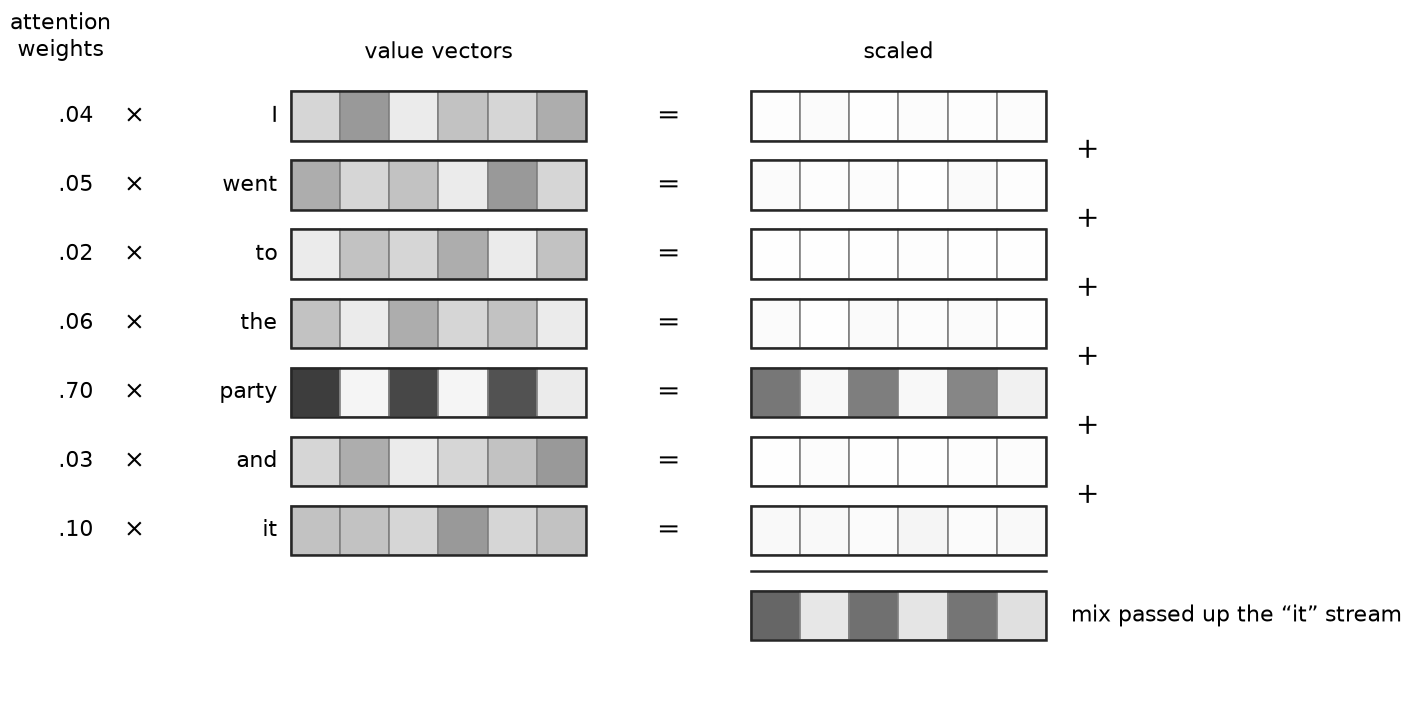 attention
weights
value vectors
scaled
.04 × I =
+
.05 × went =
+
.02 × to =
+
.06 × the =
+
.70 × party =
+
.03 × and =
+
.10 × it =
mix passed up the “it” stream